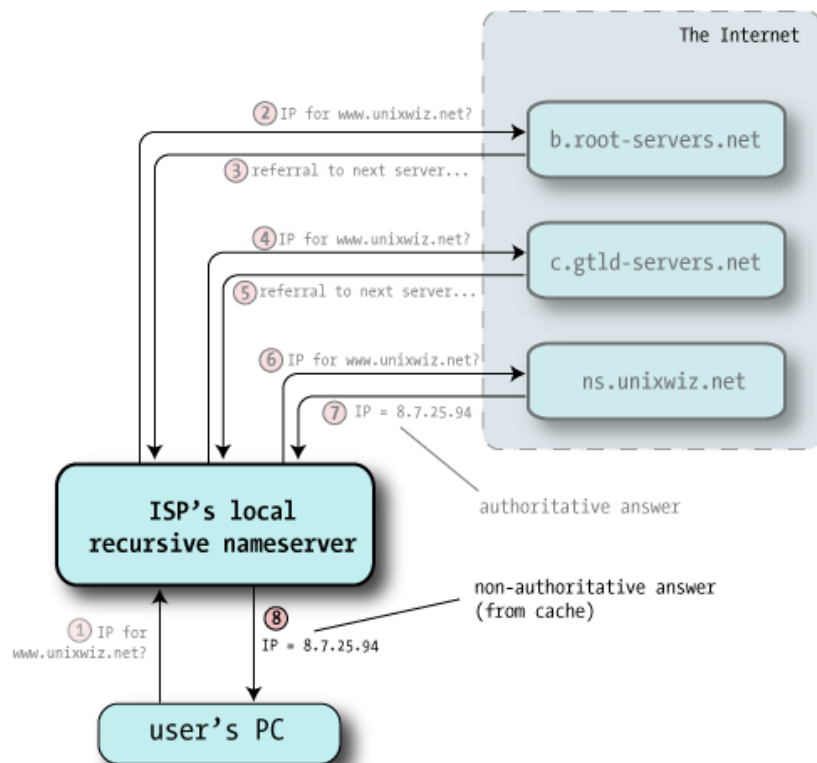 The Internet
2 IP for www.unixwiz.net?
b.root-servers.net
3 referral to next server...
4 IP for www.unixwiz.net?
c.gtld-servers.net
5 referral to next server...
6 IP for www.unixwiz.net?
ns.unixwiz.net
7 IP = 8.7.25.94
authoritative answer
ISP's local
recursive nameserver
non-authoritative answer
(from cache)
1 IP for
www.unixwiz.net?
8
IP = 8.7.25.94
user's PC